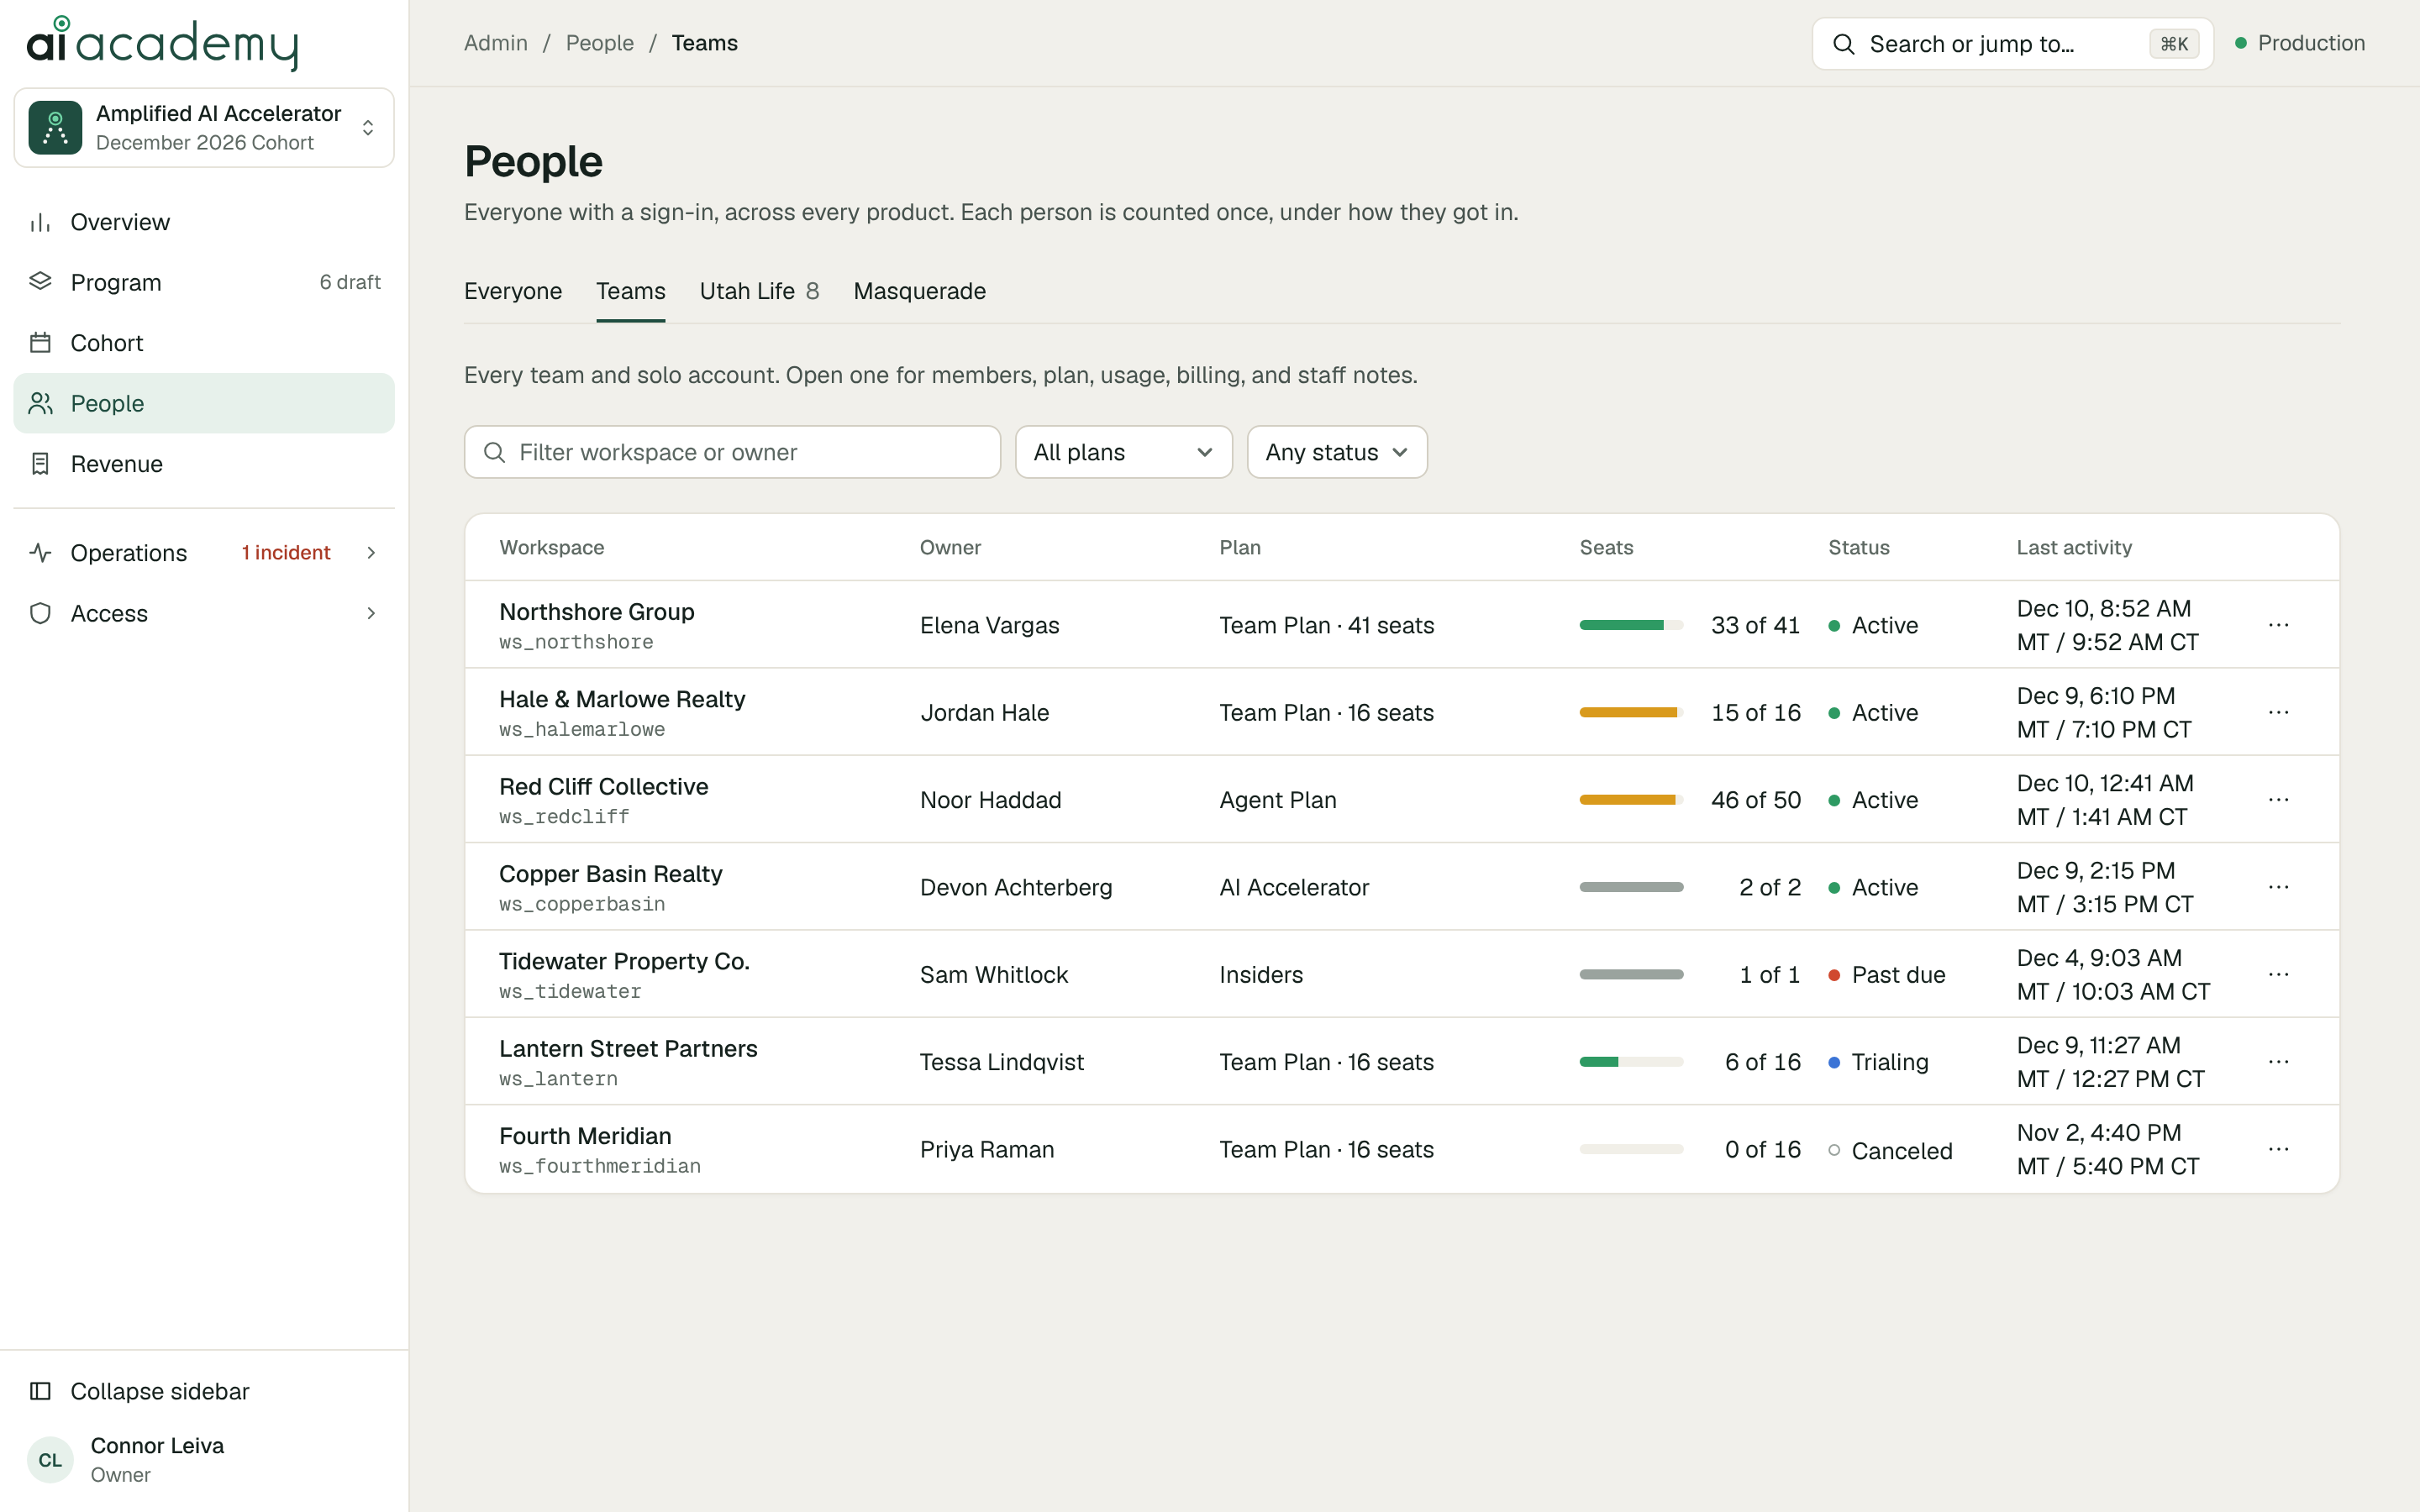 ai academy
Amplified AI Accelerator
December 2026 Cohort
Overview
Program 6 draft
Cohort
People
Revenue
Operations 1 incident
Access
Collapse sidebar
CL
Connor Leiva
Owner
Admin / People / Teams
Search or jump to... ⌘K
Production
People
Everyone with a sign-in, across every product. Each person is counted once, under how they got in.
Everyone Teams Utah Life 8 Masquerade
Every team and solo account. Open one for members, plan, usage, billing, and staff notes.
Filter workspace or owner All plans Any status
Workspace Owner Plan Seats Status Last activity
Northshore Group
ws_northshore
Elena Vargas Team Plan · 41 seats 33 of 41 Active
Dec 10, 8:52 AM
MT / 9:52 AM CT
Hale & Marlowe Realty
ws_halemarlowe
Jordan Hale Team Plan · 16 seats 15 of 16 Active
Dec 9, 6:10 PM
MT / 7:10 PM CT
Red Cliff Collective
ws_redcliff
Noor Haddad Agent Plan 46 of 50 Active
Dec 10, 12:41 AM
MT / 1:41 AM CT
Copper Basin Realty
ws_copperbasin
Devon Achterberg AI Accelerator 2 of 2 Active
Dec 9, 2:15 PM
MT / 3:15 PM CT
Tidewater Property Co.
ws_tidewater
Sam Whitlock Insiders 1 of 1 Past due
Dec 4, 9:03 AM
MT / 10:03 AM CT
Lantern Street Partners
ws_lantern
Tessa Lindqvist Team Plan · 16 seats 6 of 16 Trialing
Dec 9, 11:27 AM
MT / 12:27 PM CT
Fourth Meridian
ws_fourthmeridian
Priya Raman Team Plan · 16 seats 0 of 16 Canceled
Nov 2, 4:40 PM
MT / 5:40 PM CT